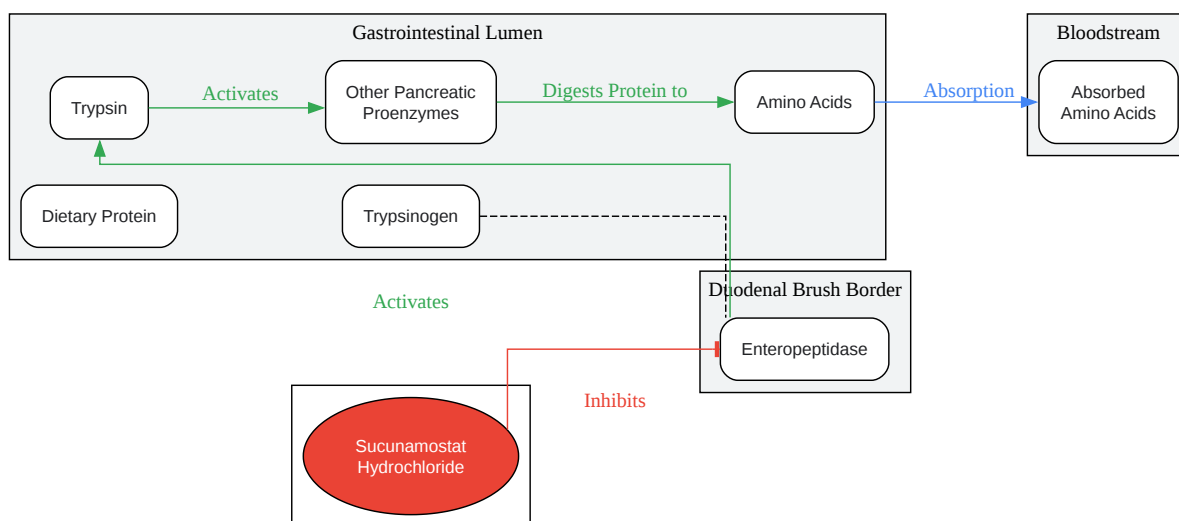 Gastrointestinal Lumen
Bloodstream
Trypsin
Activates
Other Pancreatic
Proenzymes
Digests Protein to
Amino Acids
Absorption
Absorbed
Amino Acids
Dietary Protein
Trypsinogen
Duodenal Brush Border
Activates
Enteropeptidase
Inhibits
Sucunamostat
Hydrochloride